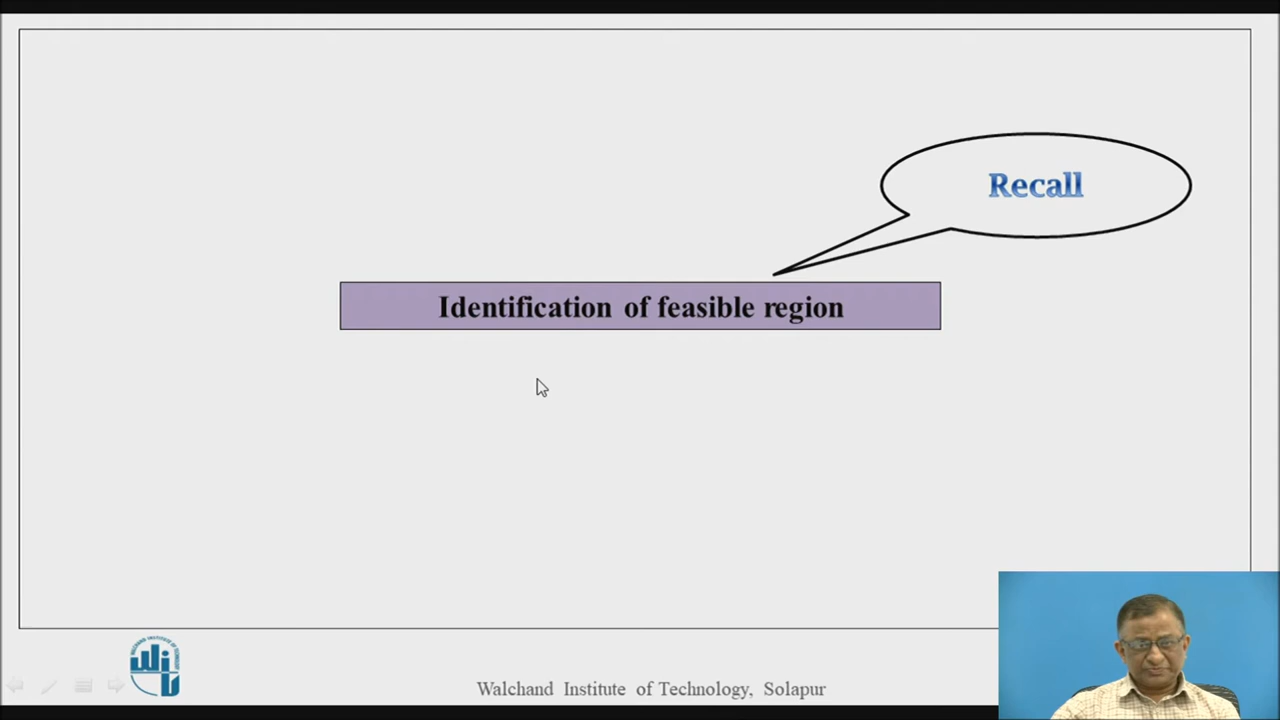 Recall
Identification of feasible region
Walchand Institute of Technology, Solapur